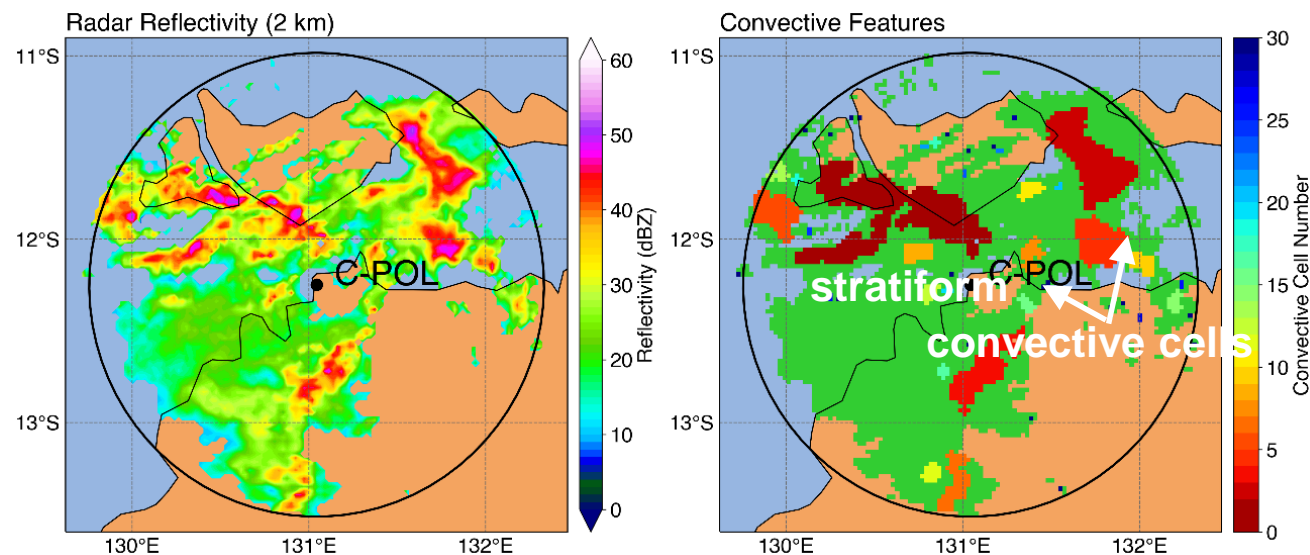 Radar Reflectivity (2 km)
11°S
12°S
13°S
130°E
131°E
132°E
C-POL
60
50
40
30
20
10
0
Reflectivity (dBZ)
Convective Features
11°S
12°S
13°S
130°E
131°E
132°E
C-POL
stratiform
convective cells
30
25
20
15
10
5
0
Convective Cell Number